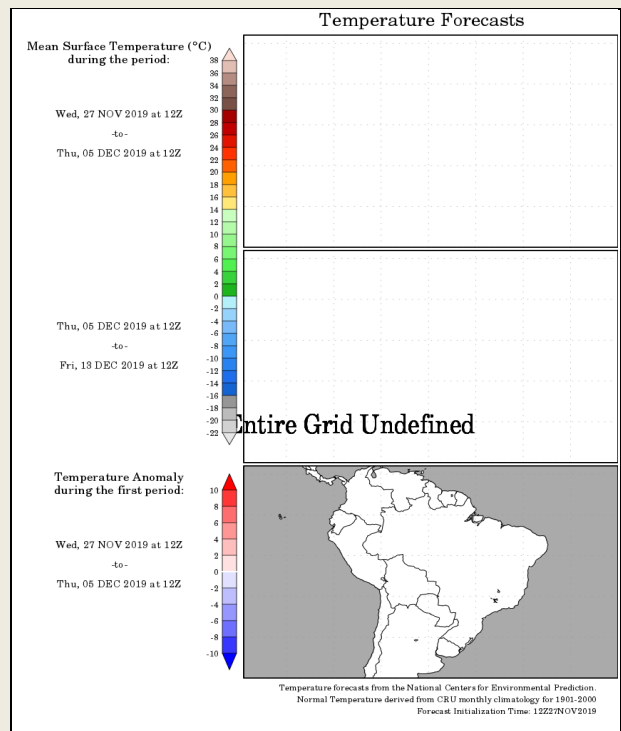 Temperature Forecasts
Mean Surface Temperature (°C)
during the period:
38
36
34
32
30
28
26
24
22
20
18
16
14
12
10
8
6
4
2
0
-2
-4
-6
-8
-10
-12
-14
-16
-18
-20
-22
Wed, 27 NOV 2019 at 12Z
-to-
Thu, 05 DEC 2019 at 12Z
Thu, 05 DEC 2019 at 12Z
-to-
Fri, 13 DEC 2019 at 12Z
Entire Grid Undefined
Temperature Anomaly
during the first period:
10
8
6
4
2
0
-2
-4
-6
-8
-10
Wed, 27 NOV 2019 at 12Z
-to-
Thu, 05 DEC 2019 at 12Z
Temperature forecasts from the National Centers for Environmental Prediction.
Normal Temperature derived from CRU monthly climatology for 1901-2000
Forecast Initialization Time: 12Z27NOV2019